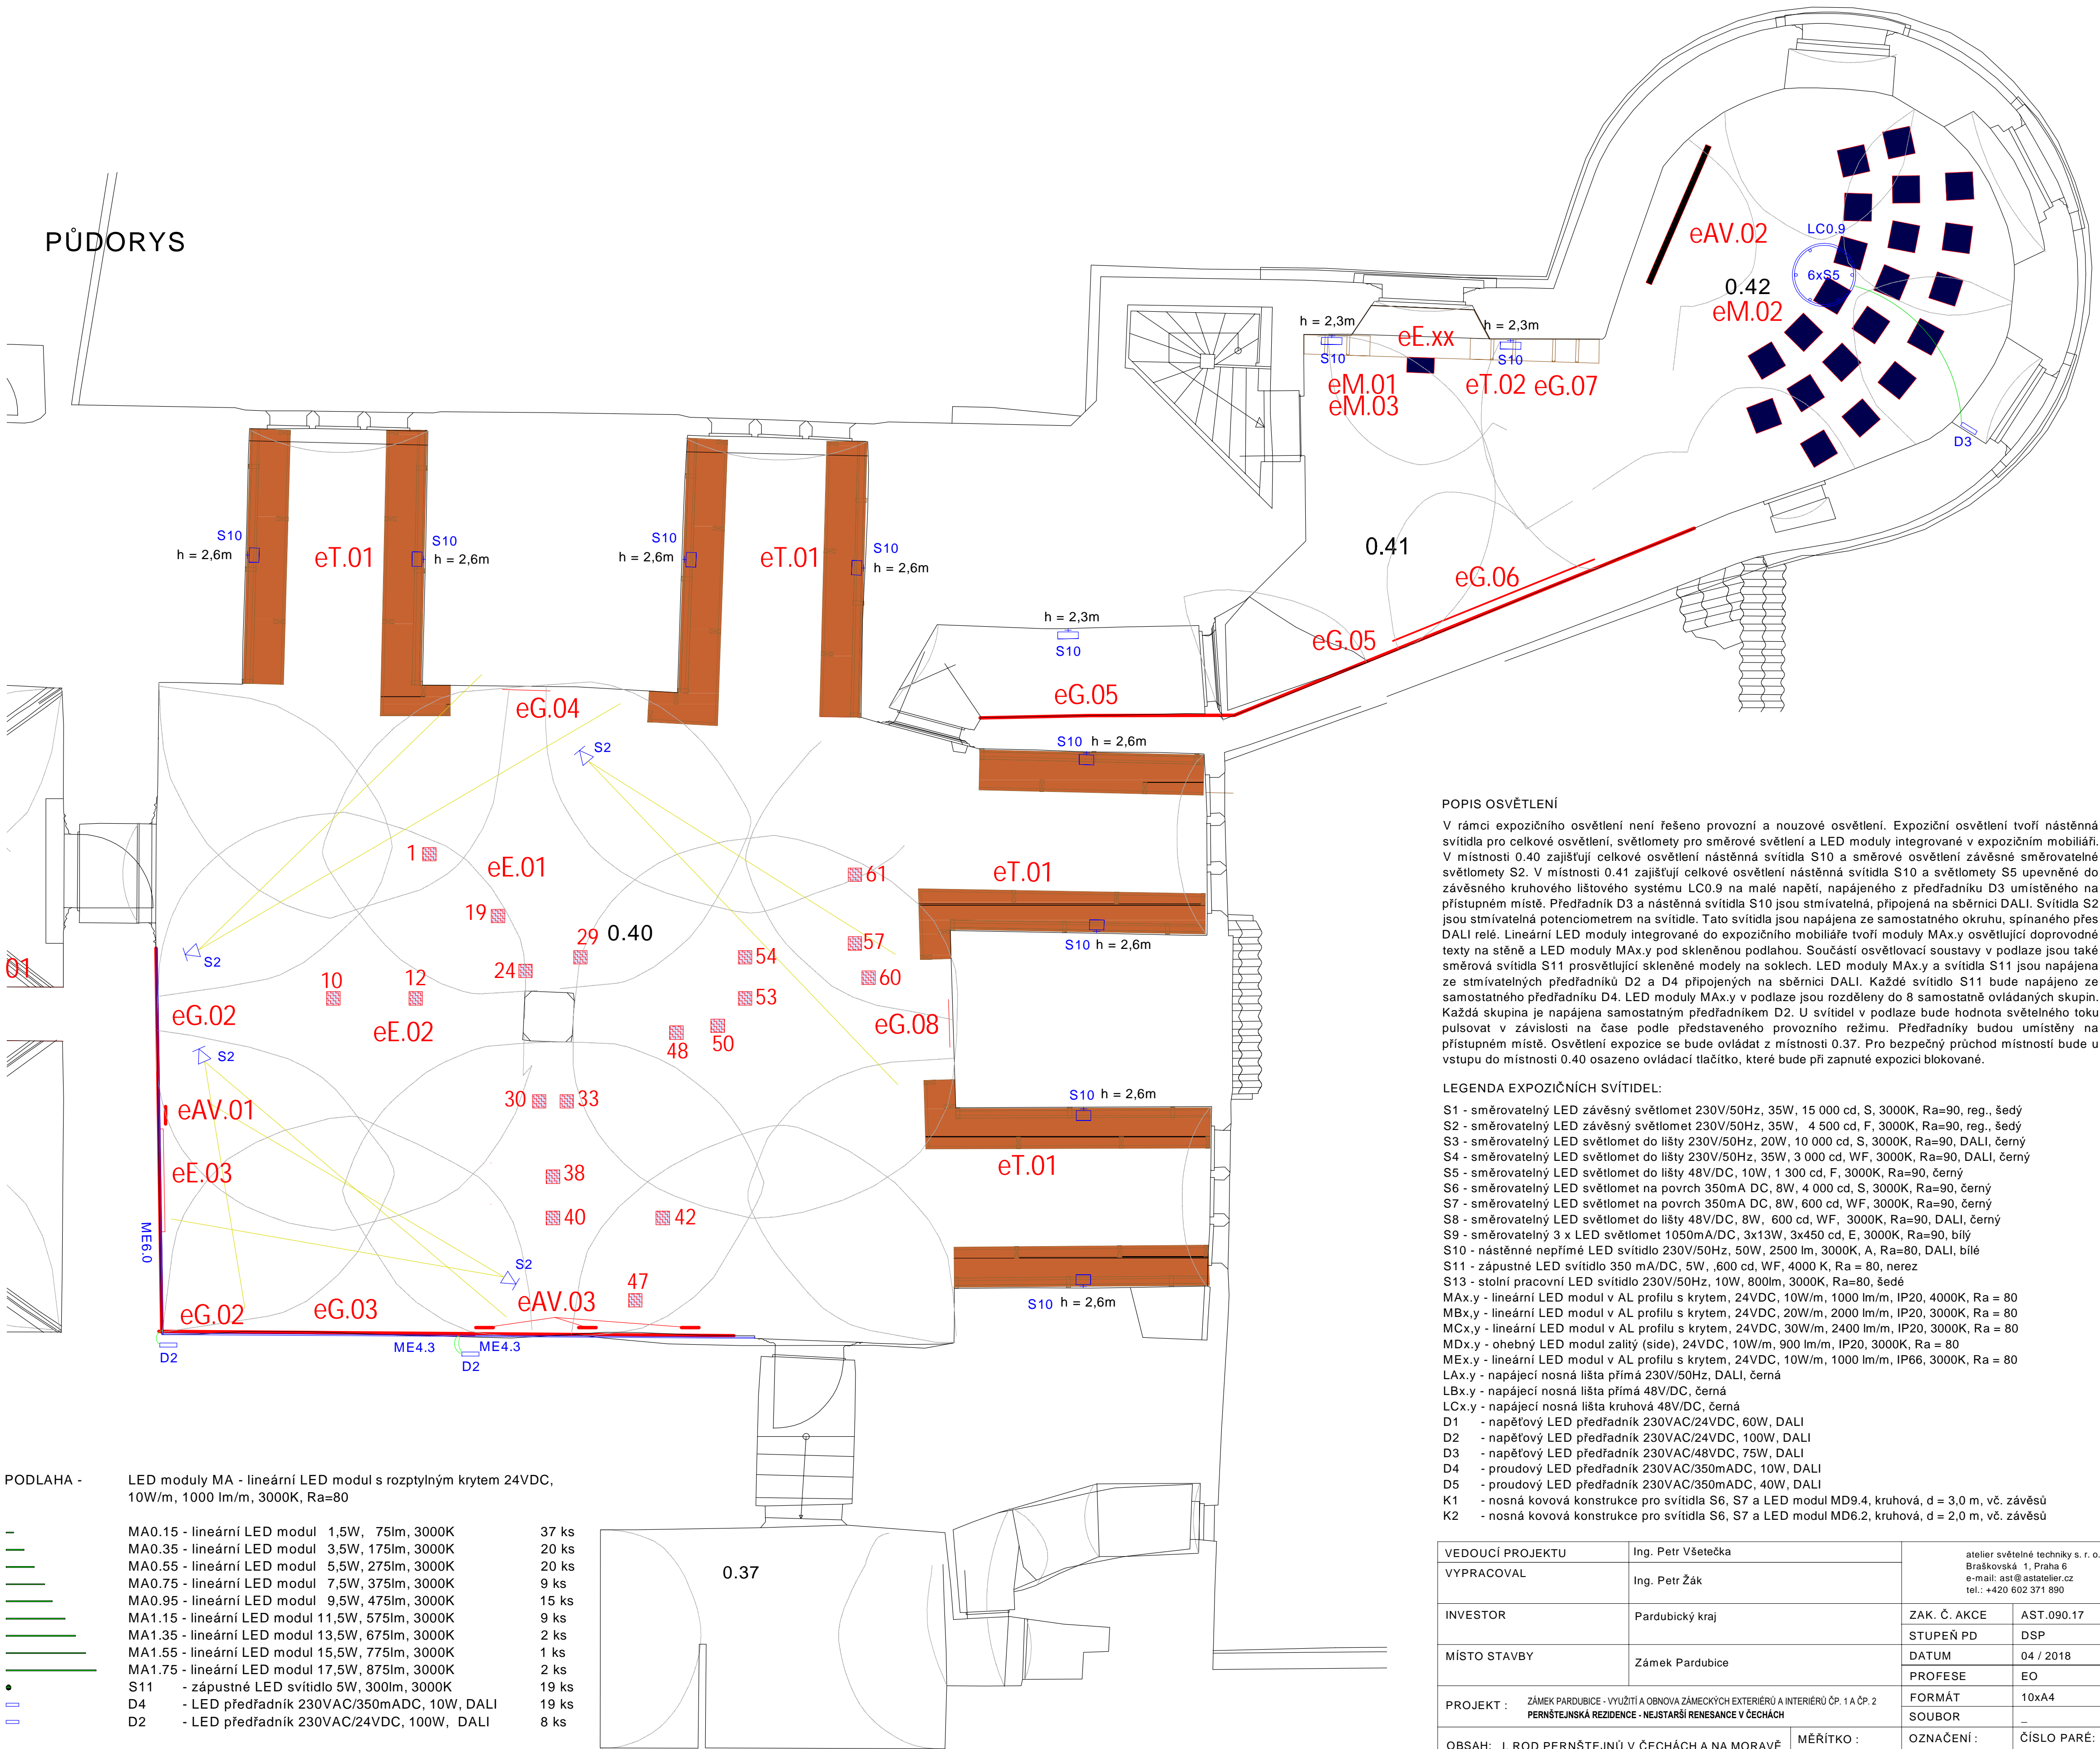 PŮDORYS
eAV.02
LC0.9
6xS5
0.42
eM.02
D3
h = 2,3m
S10
eE.xx
h = 2,3m
S10
eM.01
eM.03
eT.02
eG.07
0.41
eG.06
eG.05
S10
h = 2,6m
eT.01
S10
h = 2,6m
S10
h = 2,6m
eT.01
S10
h = 2,6m
h = 2,3m
S10
eG.05
eG.04
S2
S10 h = 2,6m
1
eE.01
61
eT.01
19
29
0.40
57
S10 h = 2,6m
S2
24
54
60
01
10
12
53
eG.02
eE.02
50
48
eG.08
S2
30
33
S10 h = 2,6m
eAV.01
eE.03
38
eT.01
40
42
ME6.0
S2
47
eAV.03
S10 h = 2,6m
eG.02
eG.03
D2
ME4.3
ME4.3
D2
0.37
POPIS OSVĚTLENÍ
V rámci expozičního osvětlení není řešeno provozní a nouzové osvětlení. Expoziční osvětlení tvoří nástěnná
svítidla pro celkové osvětlení, světlomety pro směrové světlení a LED moduly integrované v expozičním mobiliáři.
V místnosti 0.40 zajišťují celkové osvětlení nástěnná svítidla S10 a směrové osvětlení závěsné směrovatelné
světlomety S2. V místnosti 0.41 zajišťují celkové osvětlení nástěnná svítidla S10 a světlomety S5 upevněné do
závěsného kruhového lištového systému LC0.9 na malé napětí, napájeného z předřadníku D3 umístěného na
přístupném místě. Předřadník D3 a nástěnná svítidla S10 jsou stmívatelná, připojená na sběrnici DALI. Svítidla S2
jsou stmívatelná potenciometrem na svítidle. Tato svítidla jsou napájena ze samostatného okruhu, spínaného přes
DALI relé. Lineární LED moduly integrované do expozičního mobiliáře tvoří moduly MAx.y osvětlující doprovodné
texty na stěně a LED moduly MAx.y pod skleněnou podlahou. Součástí osvětlovací soustavy v podlaze jsou také
směrová svítidla S11 prosvětlující skleněné modely na soklech. LED moduly MAx.y a svítidla S11 jsou napájena
ze stmívatelných předřadníků D2 a D4 připojených na sběrnici DALI. Každé svítidlo S11 bude napájeno ze
samostatného předřadníku D4. LED moduly MAx.y v podlaze jsou rozděleny do 8 samostatně ovládaných skupin.
Každá skupina je napájena samostatným předřadníkem D2. U svítidel v podlaze bude hodnota světelného toku
pulsovat v závislosti na čase podle představeného provozního režimu. Předřadníky budou umístěny na
přístupném místě. Osvětlení expozice se bude ovládat z místnosti 0.37. Pro bezpečný průchod místností bude u
vstupu do místnosti 0.40 osazeno ovládací tlačítko, které bude při zapnuté expozici blokované.
LEGENDA EXPOZIČNÍCH SVÍTIDEL:
S1 - směrovatelný LED závěsný světlomet 230V/50Hz, 35W, 15 000 cd, S, 3000K, Ra=90, reg., šedý
S2 - směrovatelný LED závěsný světlomet 230V/50Hz, 35W, 4 500 cd, F, 3000K, Ra=90, reg., šedý
S3 - směrovatelný LED světlomet do lišty 230V/50Hz, 20W, 10 000 cd, S, 3000K, Ra=90, DALI, černý
S4 - směrovatelný LED světlomet do lišty 230V/50Hz, 35W, 3 000 cd, WF, 3000K, Ra=90, DALI, černý
S5 - směrovatelný LED světlomet do lišty 48V/DC, 10W, 1 300 cd, F, 3000K, Ra=90, černý
S6 - směrovatelný LED světlomet na povrch 350mA DC, 8W, 4 000 cd, S, 3000K, Ra=90, černý
S7 - směrovatelný LED světlomet na povrch 350mA DC, 8W, 600 cd, WF, 3000K, Ra=90, černý
S8 - směrovatelný LED světlomet do lišty 48V/DC, 8W, 600 cd, WF, 3000K, Ra=90, DALI, černý
S9 - směrovatelný 3 x LED světlomet 1050mA/DC, 3x13W, 3x450 cd, E, 3000K, Ra=90, bílý
S10 - nástěnné nepřímé LED svítidlo 230V/50Hz, 50W, 2500 lm, 3000K, A, Ra=80, DALI, bílé
S11 - zápustné LED svítidlo 350 mA/DC, 5W, ,600 cd, WF, 4000 K, Ra = 80, nerez
S13 - stolní pracovní LED svítidlo 230V/50Hz, 10W, 800lm, 3000K, Ra=80, šedé
MAx,y - lineární LED modul v AL profilu s krytem, 24VDC, 10W/m, 1000 lm/m, IP20, 4000K, Ra = 80
MBx,y - lineární LED modul v AL profilu s krytem, 24VDC, 20W/m, 2000 lm/m, IP20, 3000K, Ra = 80
MCx,y - lineární LED modul v AL profilu s krytem, 24VDC, 30W/m, 2400 lm/m, IP20, 3000K, Ra = 80
MDx.y - ohebný LED modul zalitý (side), 24VDC, 10W/m, 900 lm/m, IP20, 3000K, Ra = 80
MEx.y - lineární LED modul v AL profilu s krytem, 24VDC, 10W/m, 1000 lm/m, IP66, 3000K, Ra = 80
LAx.y - napájecí nosná lišta přímá 230V/50Hz, DALI, černá
LBx.y - napájecí nosná lišta přímá 48V/DC, černá
LCx.y - napájecí nosná lišta kruhová 48V/DC, černá
D1 - napěťový LED předřadník 230VAC/24VDC, 60W, DALI
D2 - napěťový LED předřadník 230VAC/24VDC, 100W, DALI
D3 - napěťový LED předřadník 230VAC/48VDC, 75W, DALI
D4 - proudový LED předřadník 230VAC/350mADC, 10W, DALI
D5 - proudový LED předřadník 230VAC/350mADC, 40W, DALI
K1 - nosná kovová konstrukce pro svítidla S6, S7 a LED modul MD9.4, kruhová, d = 3,0 m, vč. závěsů
K2 - nosná kovová konstrukce pro svítidla S6, S7 a LED modul MD6.2, kruhová, d = 2,0 m, vč. závěsů
PODLAHA - LED moduly MA - lineární LED modul s rozptylným krytem 24VDC,
10W/m, 1000 lm/m, 3000K, Ra=80
MA0.15 - lineární LED modul 1,5W, 75lm, 3000K 37 ks
MA0.35 - lineární LED modul 3,5W, 175lm, 3000K 20 ks
MA0.55 - lineární LED modul 5,5W, 275lm, 3000K 20 ks
MA0.75 - lineární LED modul 7,5W, 375lm, 3000K 9 ks
MA0.95 - lineární LED modul 9,5W, 475lm, 3000K 15 ks
MA1.15 - lineární LED modul 11,5W, 575lm, 3000K 9 ks
MA1.35 - lineární LED modul 13,5W, 675lm, 3000K 2 ks
MA1.55 - lineární LED modul 15,5W, 775lm, 3000K 1 ks
MA1.75 - lineární LED modul 17,5W, 875lm, 3000K 2 ks
S11 - zápustné LED svítidlo 5W, 300lm, 3000K 19 ks
D4 - LED předřadník 230VAC/350mADC, 10W, DALI 19 ks
D2 - LED předřadník 230VAC/24VDC, 100W, DALI 8 ks
VEDOUCÍ PROJEKTU Ing. Petr Všetečka
VYPRACOVAL Ing. Petr Žák
atelier světelné techniky s. r. o.
Braškovská 1, Praha 6
e-mail: ast@astatelier.cz
tel.: +420 602 371 890
INVESTOR Pardubický kraj
ZAK. Č. AKCE AST.090.17
STUPEŇ PD DSP
MÍSTO STAVBY Zámek Pardubice
DATUM 04 / 2018
PROFESE EO
PROJEKT : ZÁMEK PARDUBICE - VYUŽITÍ A OBNOVA ZÁMECKÝCH EXTERIÉRŮ A INTERIÉRŮ ČP. 1 A ČP. 2
PERNŠTEJNSKÁ REZIDENCE - NEJSTARŠÍ RENESANCE V ČECHÁCH
FORMÁT 10xA4
SOUBOR _
OBSAH: I. ROD PERNŠTEJNŮ V ČECHÁCH A NA MORAVĚ
MĚŘÍTKO :
OZNAČENÍ :
ČÍSLO PARÉ: